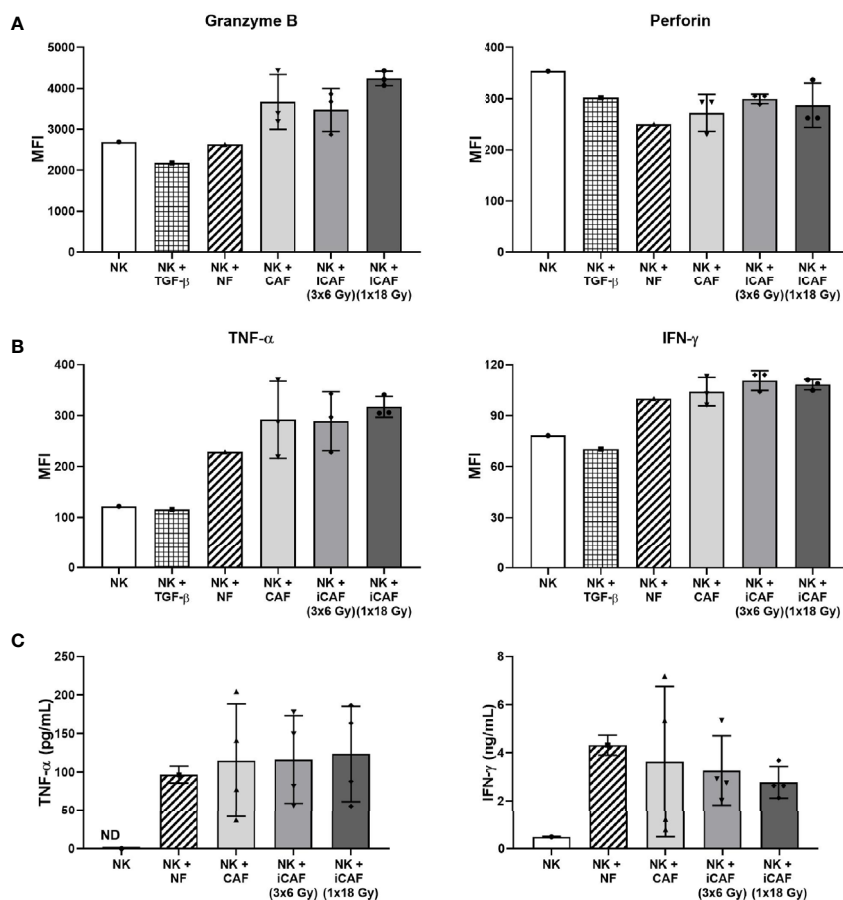 A
Granzyme B
MFI
5000
4000
3000
2000
1000
0
NK
NK +
TGF-β
NK +
NF
NK +
CAF
NK +
iCAF
(3x6 Gy)
NK +
iCAF
(1x18 Gy)
Perforin
MFI
400
300
200
100
0
NK
NK +
TGF-β
NK +
NF
NK +
CAF
NK +
iCAF
(3x6 Gy)
NK +
iCAF
(1x18 Gy)
B
TNF-α
MFI
400
300
200
100
0
NK
NK +
TGF-β
NK +
NF
NK +
CAF
NK +
iCAF
(3x6 Gy)
NK +
iCAF
(1x18 Gy)
IFN-γ
MFI
120
90
60
30
0
NK
NK +
TGF-β
NK +
NF
NK +
CAF
NK +
iCAF
(3x6 Gy)
NK +
iCAF
(1x18 Gy)
C
TNF-α (pg/mL)
250
200
150
100
50
0
ND
NK
NK +
NF
NK +
CAF
NK +
iCAF
(3x6 Gy)
NK +
iCAF
(1x18 Gy)
IFN-γ (ng/mL)
8
6
4
2
0
NK
NK +
NF
NK +
CAF
NK +
iCAF
(3x6 Gy)
NK +
iCAF
(1x18 Gy)